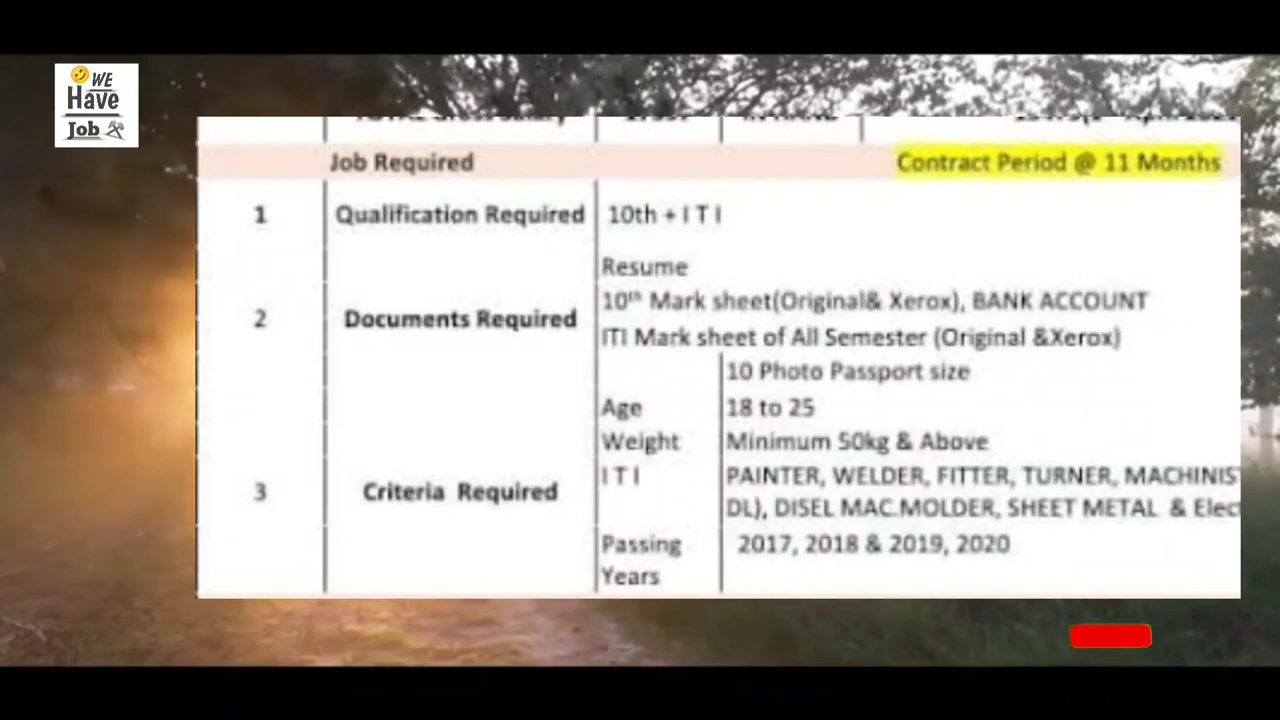 WE
Have
Job
Job Required Contract Period @ 11 Months
1 Qualification Required 10th + I T I
Resume
2 Documents Required 10th Mark sheet(Original& Xerox), BANK ACCOUNT
ITI Mark sheet of All Semester (Original &Xerox)
10 Photo Passport size
Age 18 to 25
Weight Minimum 50kg & Above
3 Criteria Required I T I PAINTER, WELDER, FITTER, TURNER, MACHINIS
DL), DISEL MAC.MOLDER, SHEET METAL & Elec
Passing 2017, 2018 & 2019, 2020
Years